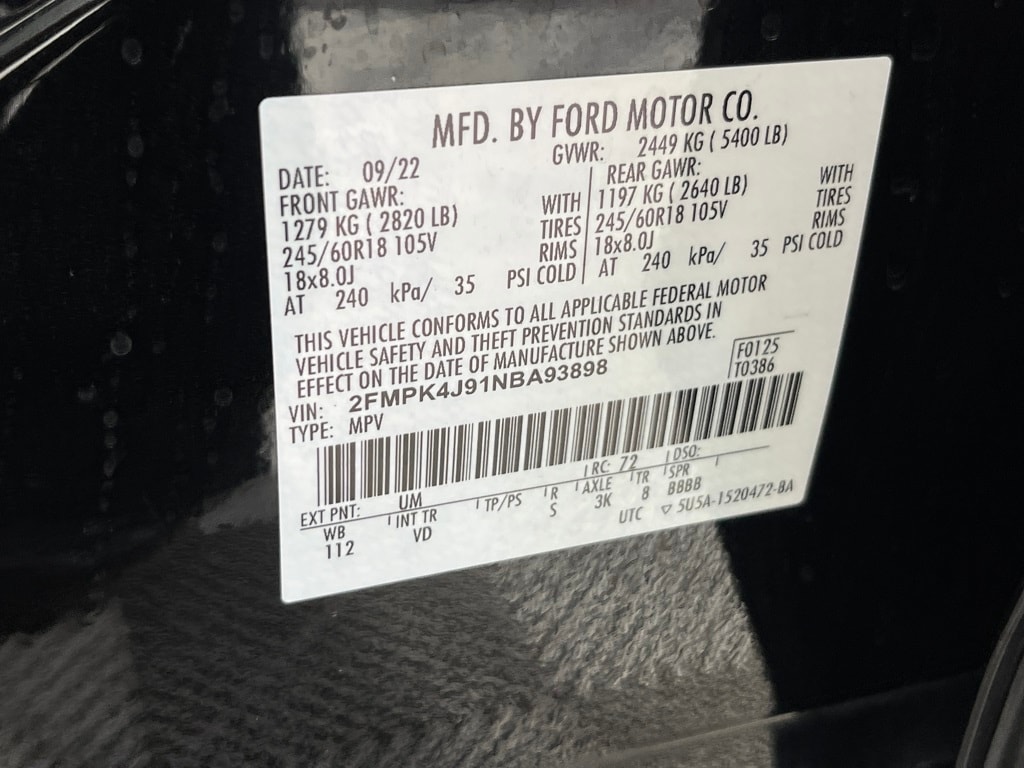 MFD. BY FORD MOTOR CO.
DATE: 09/22 GVWR: 2449 KG ( 5400 LB)
FRONT GAWR: WITH
1279 KG ( 2820 LB) TIRES
245/60R18 105V RIMS
18x8.0J
AT 240 kPa/ 35 PSI COLD
REAR GAWR: WITH
1197 KG ( 2640 LB) TIRES
245/60R18 105V RIMS
18x8.0J
AT 240 kPa/ 35 PSI COLD
THIS VEHICLE CONFORMS TO ALL APPLICABLE FEDERAL MOTOR
VEHICLE SAFETY AND THEFT PREVENTION STANDARDS IN
EFFECT ON THE DATE OF MANUFACTURE SHOWN ABOVE.
VIN: 2FMPK4J91NBA93898
TYPE: MPV
F0125
T0386
EXT PNT: UM RC: 72 DSO:
WB INT TR TP/PS R AXLE TR SPR
112 VD S 3K 8 BBBB
UTC ▽ 5U5A-1520472-BA